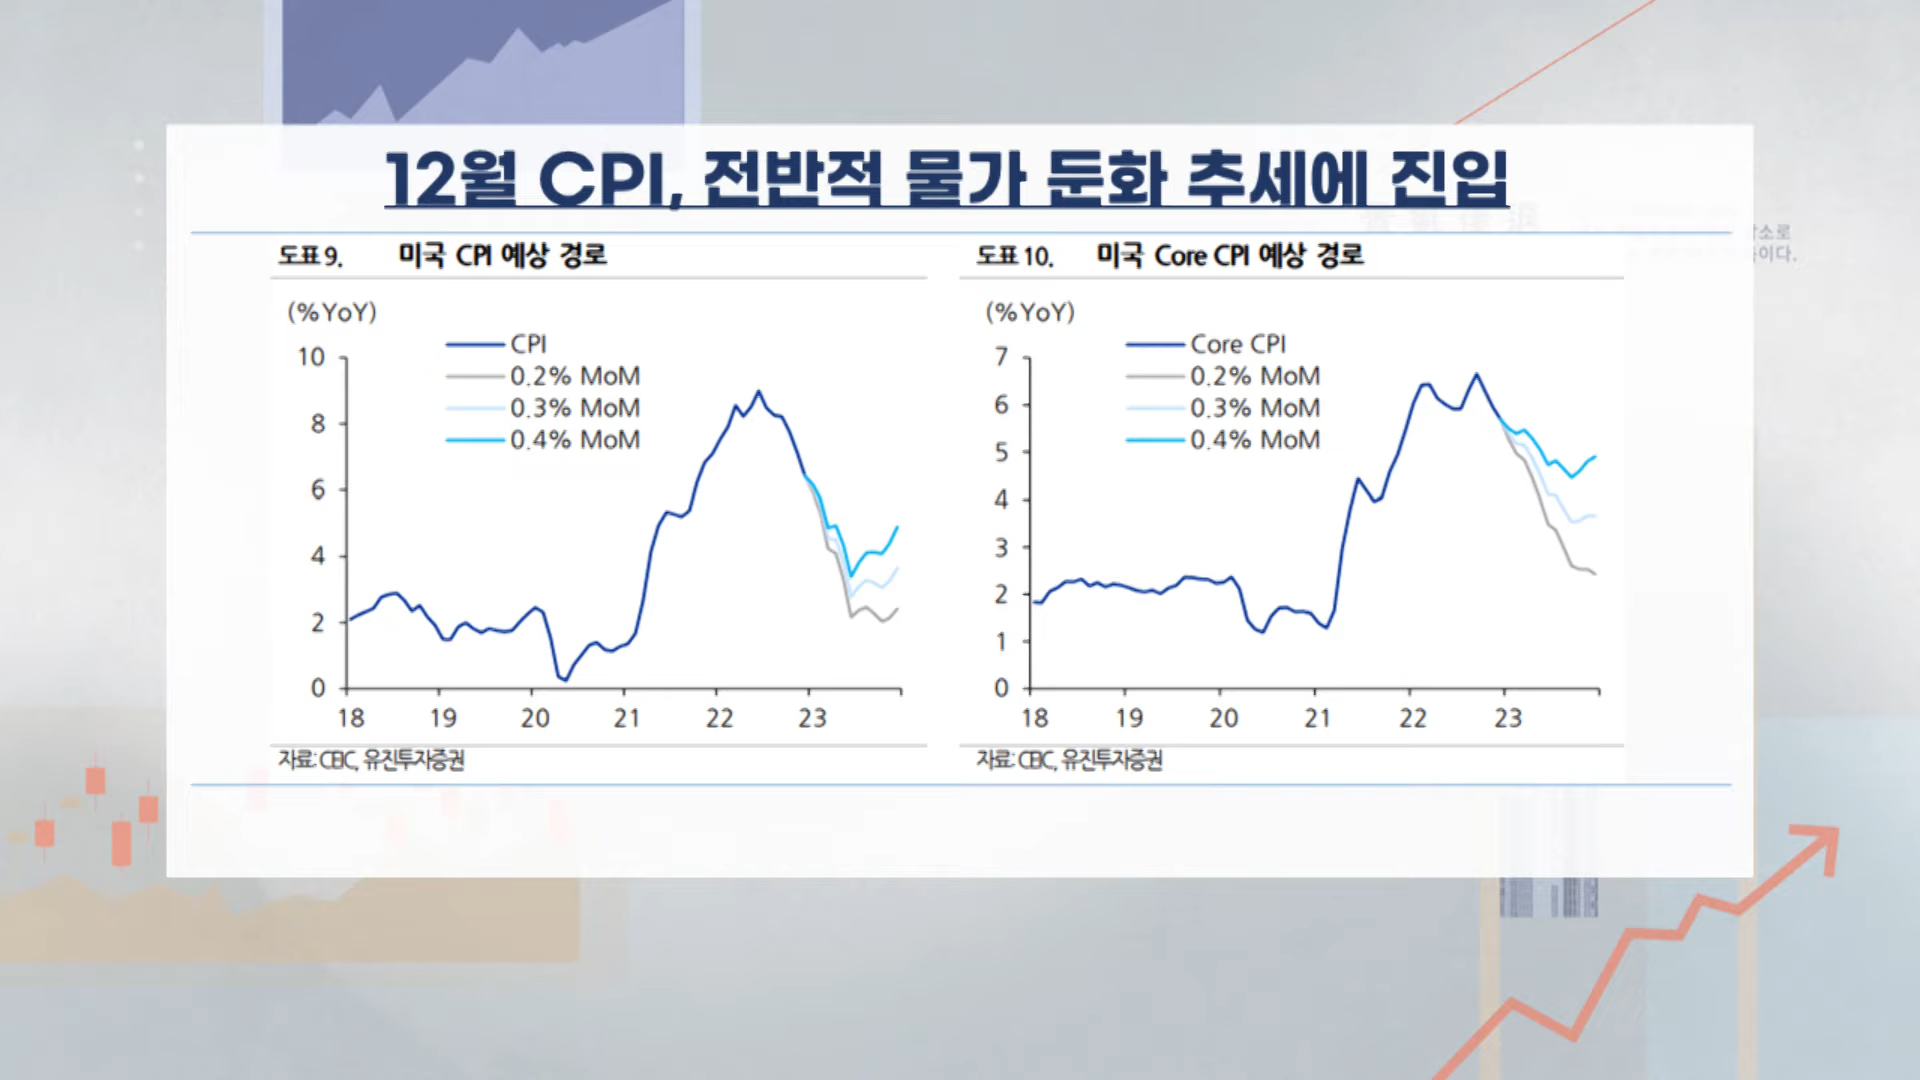 12월 CPI, 전반적 물가 둔화 추세에 진입
도표 9. 미국 CPI 예상 경로
(%YoY)
CPI
0.2% MoM
0.3% MoM
0.4% MoM
10
8
6
4
2
0
18 19 20 21 22 23
자료: CEIC, 유진투자증권
도표 10. 미국 Core CPI 예상 경로
(%YoY)
Core CPI
0.2% MoM
0.3% MoM
0.4% MoM
7
6
5
4
3
2
1
0
18 19 20 21 22 23
자료: CEIC, 유진투자증권